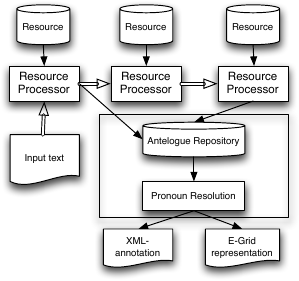 Resource
Resource
Resource
Resource
Processor
Resource
Processor
Resource
Processor
Input text
Antelogue Repository
Pronoun Resolution
XML-
annotation
E-Grid
representation